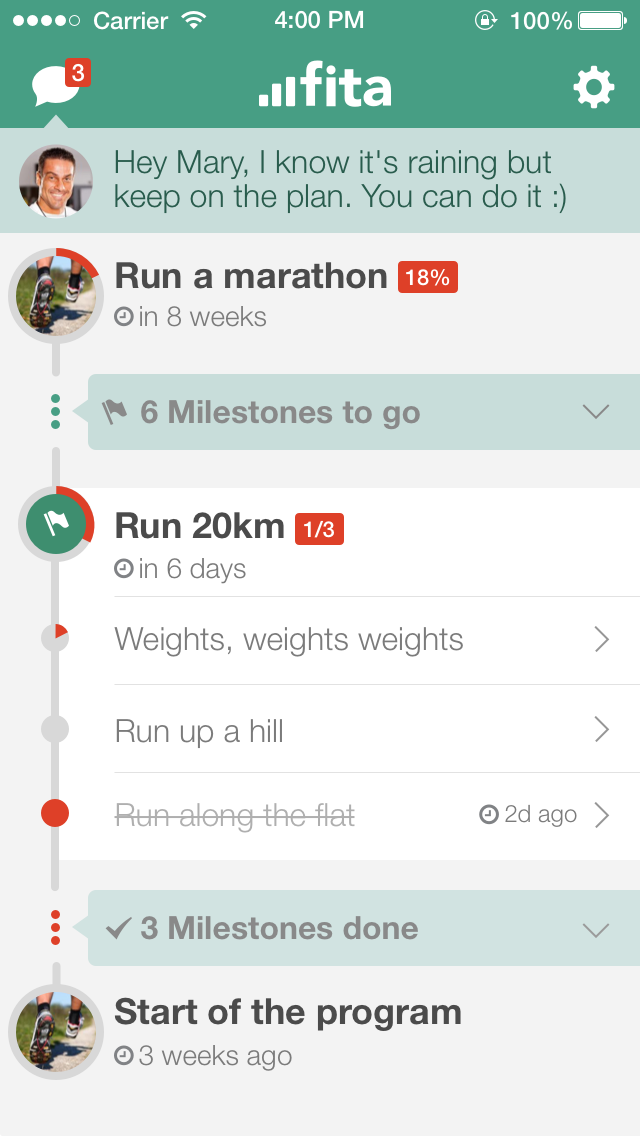 Carrier 4:00 PM 100%
3
fita
Hey Mary, I know it's raining but
keep on the plan. You can do it :)
Run a marathon 18%
in 8 weeks
6 Milestones to go
Run 20km 1/3
in 6 days
Weights, weights weights
Run up a hill
Run along the flat 2d ago
3 Milestones done
Start of the program
3 weeks ago